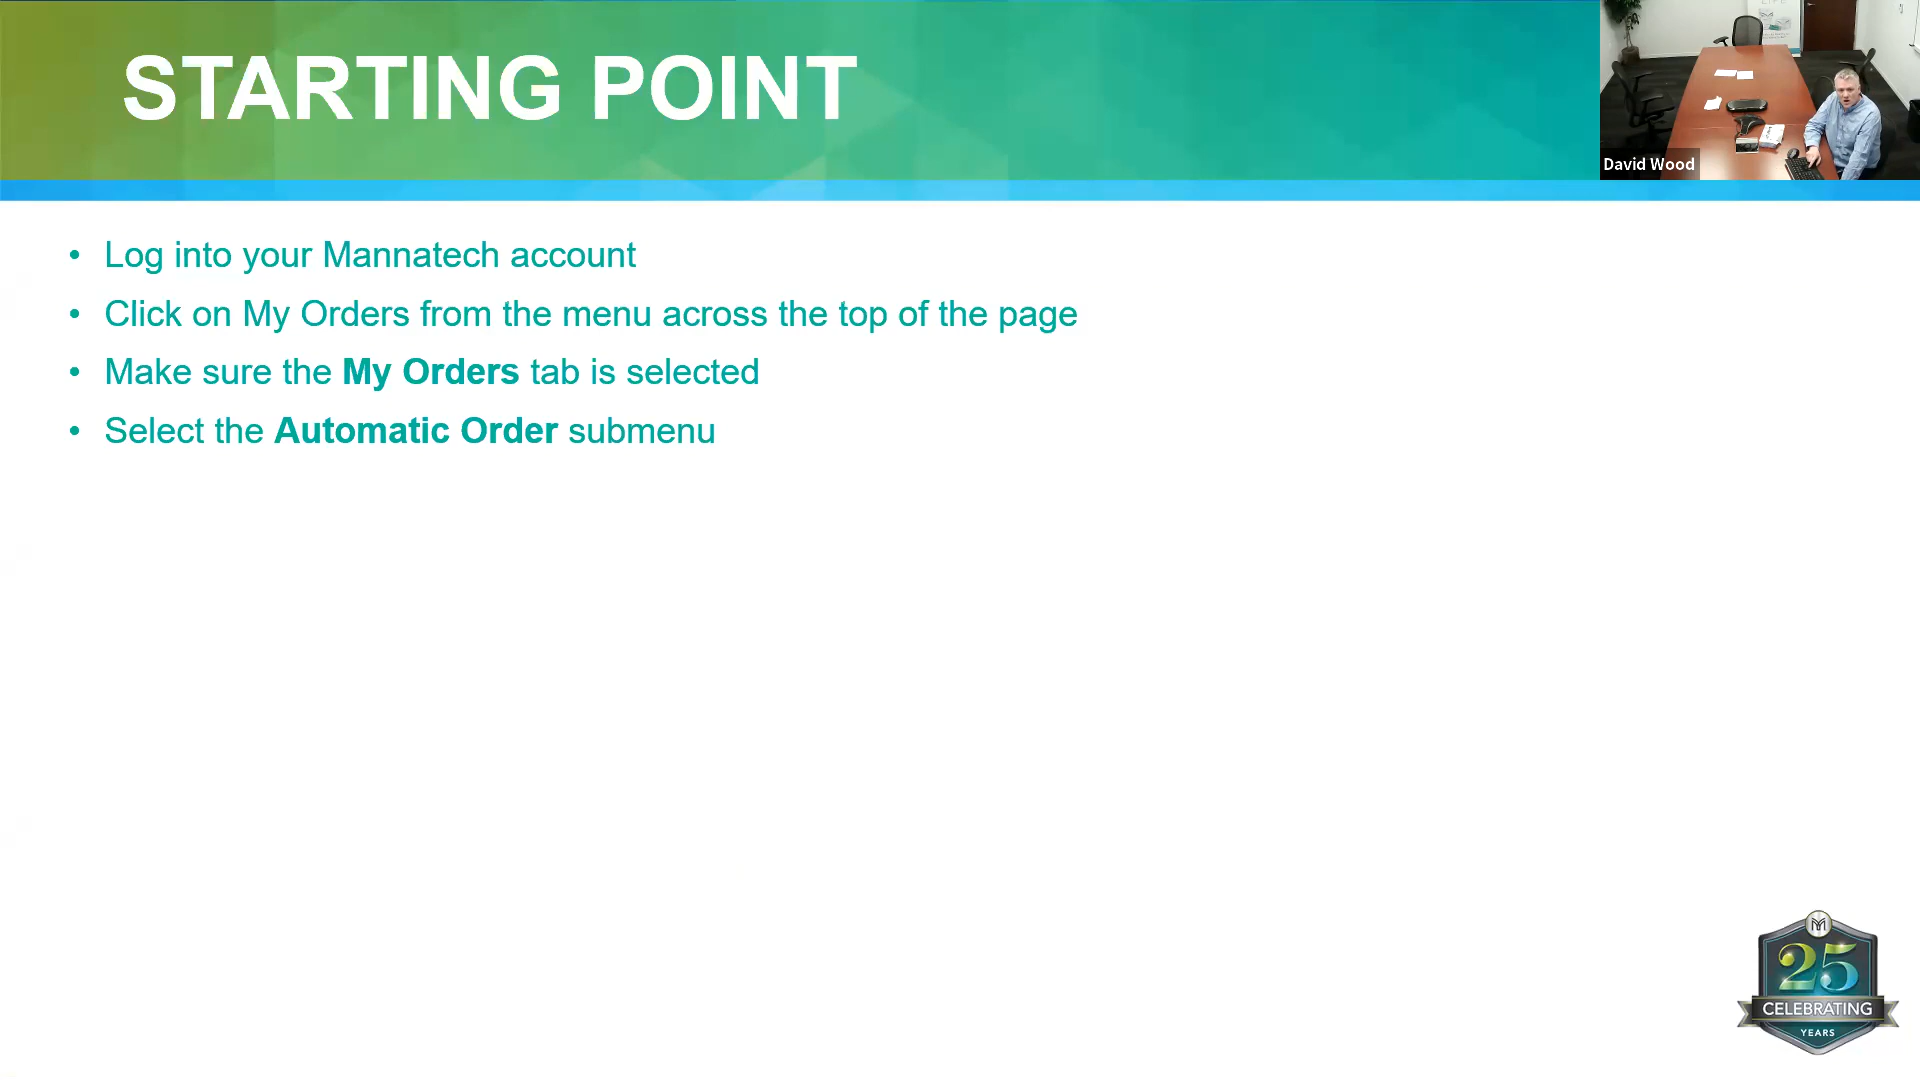 STARTING POINT
David Wood
• Log into your Mannatech account
• Click on My Orders from the menu across the top of the page
• Make sure the My Orders tab is selected
• Select the Automatic Order submenu
25
CELEBRATING
YEARS